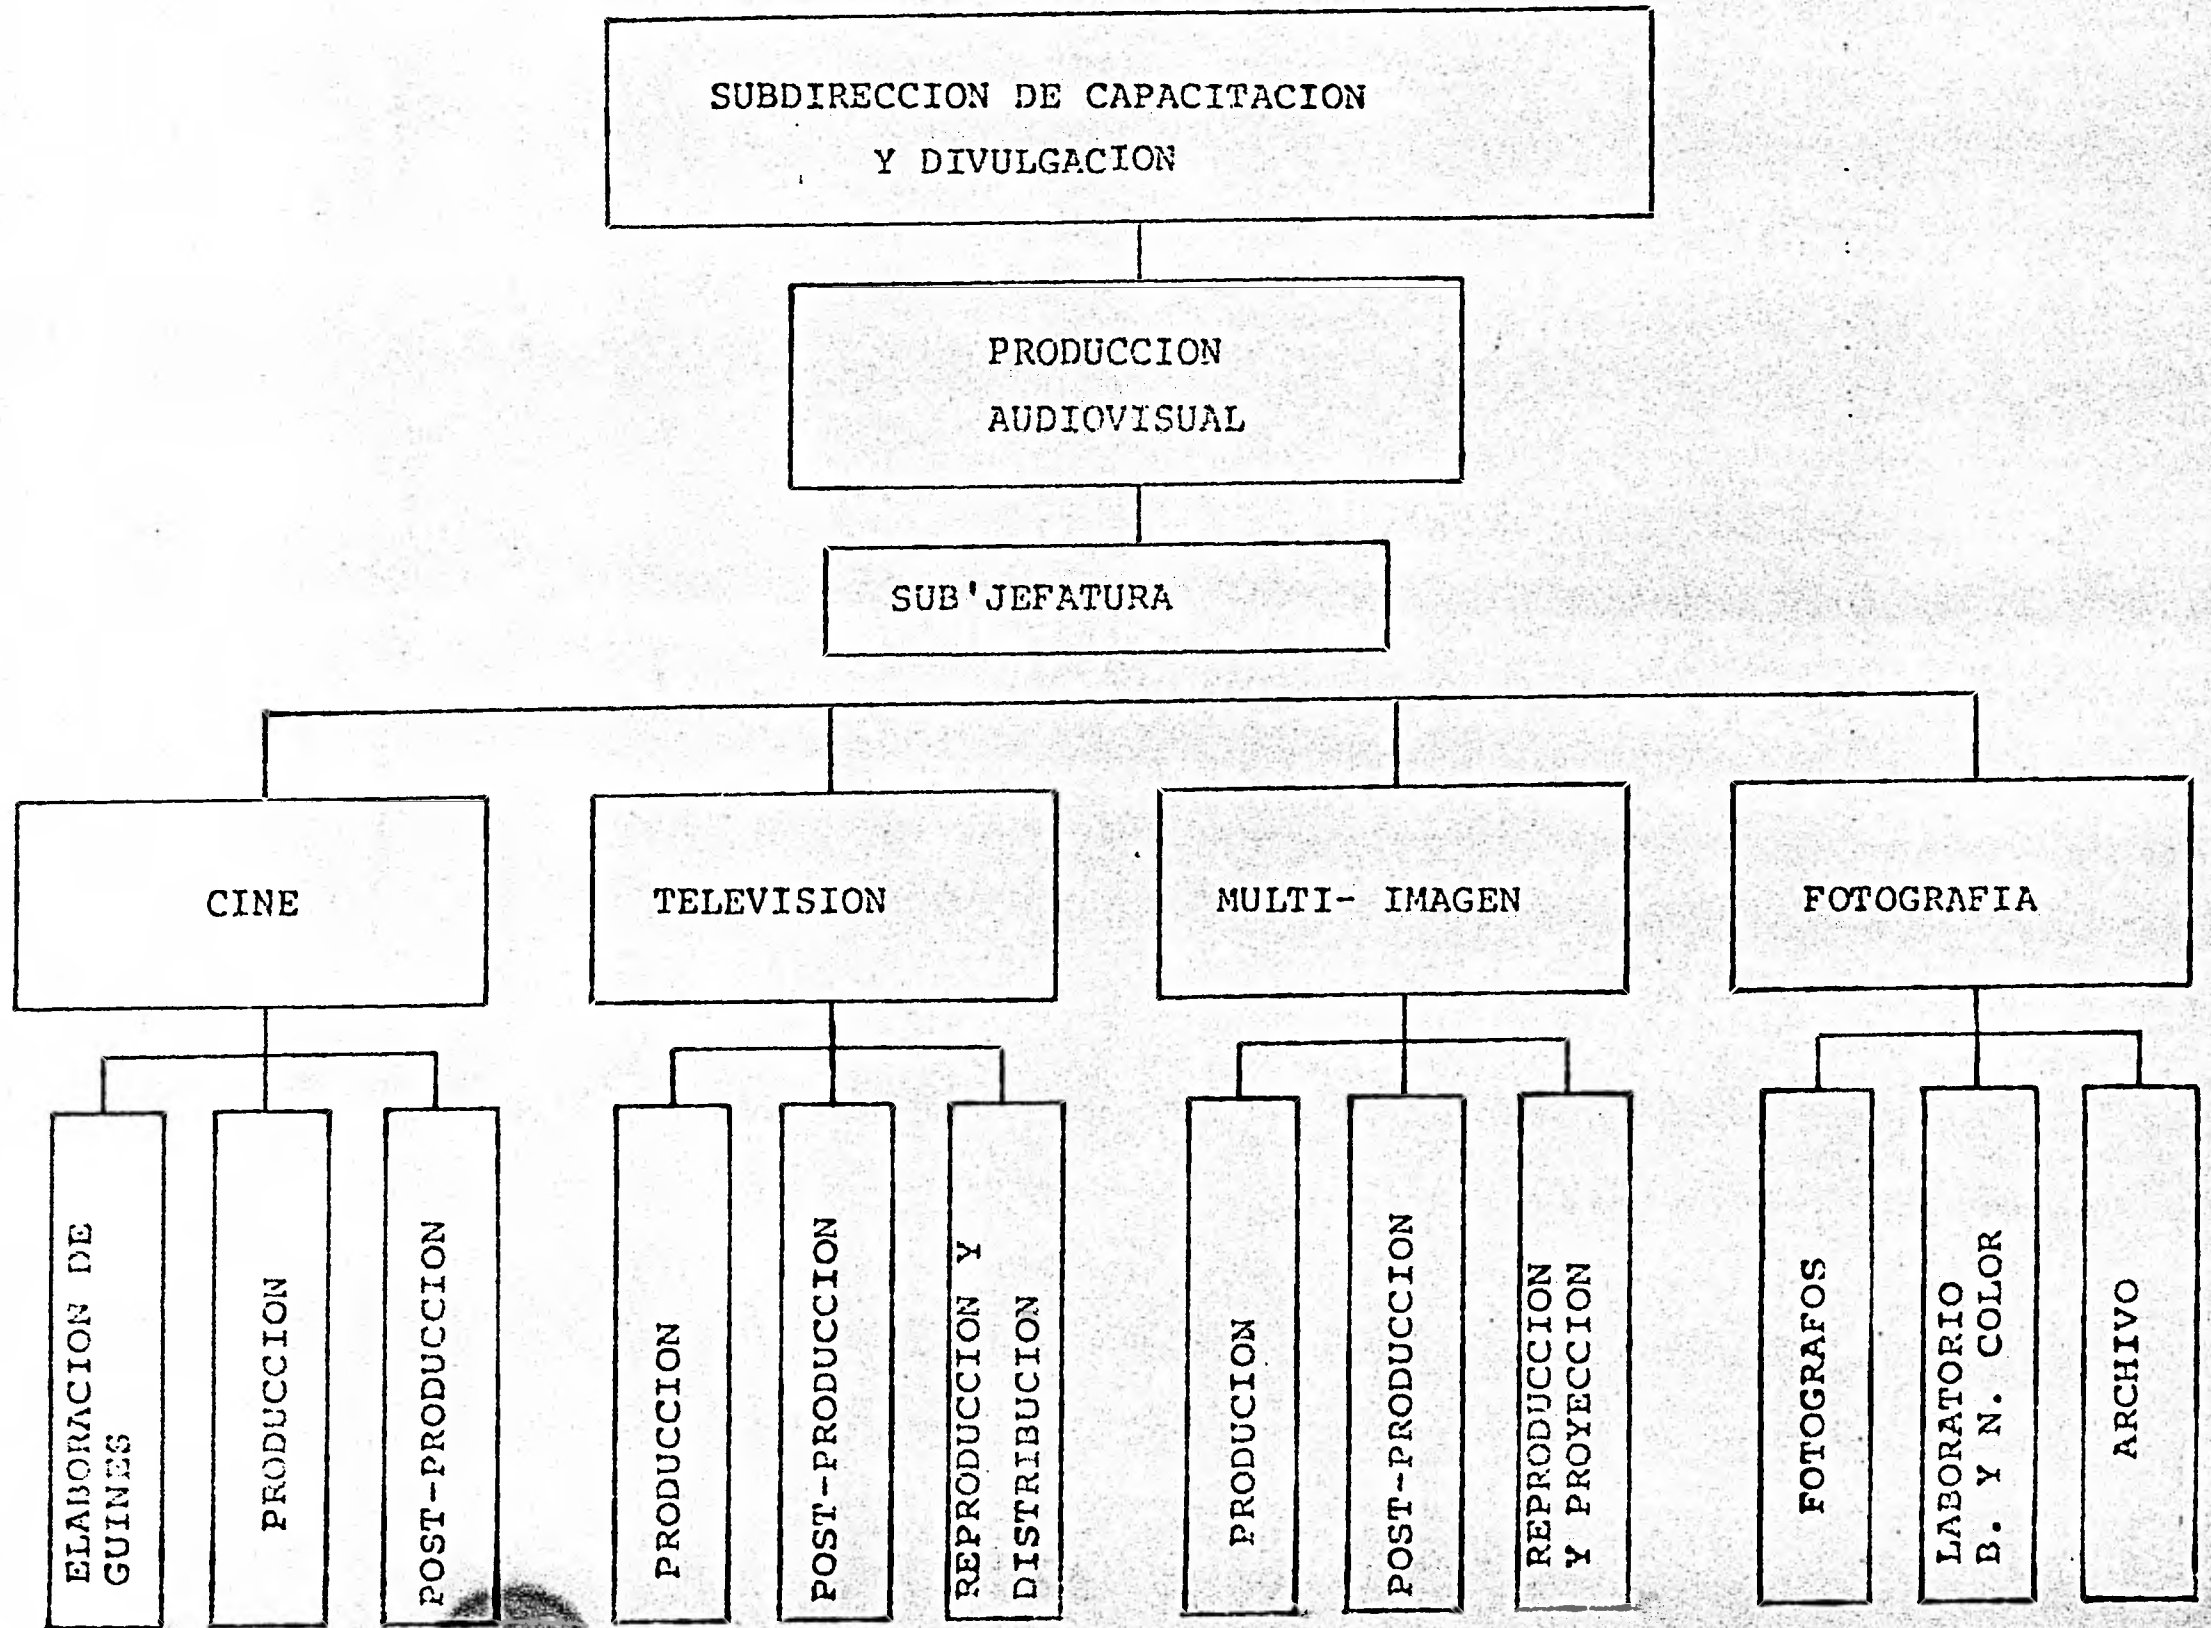 SUBDIRECCION DE CAPACITACION
Y DIVULGACION
PRODUCCION
AUDIOVISUAL
SUB'JEFATURA
CINE
TELEVISION
MULTI- IMAGEN
FOTOGRAFIA
ELABORACION DE
GUINES
PRODUCCION
POST-PRODUCCION
PRODUCCION
POST-PRODUCCION
REPRODUCCION Y
DISTRIBUCION
PRODUCCION
POST-PRODUCCION
REPRODUCCION
Y PROYECCION
FOTOGRAFOS
LABORATORIO
B. Y N. COLOR
ARCHIVO